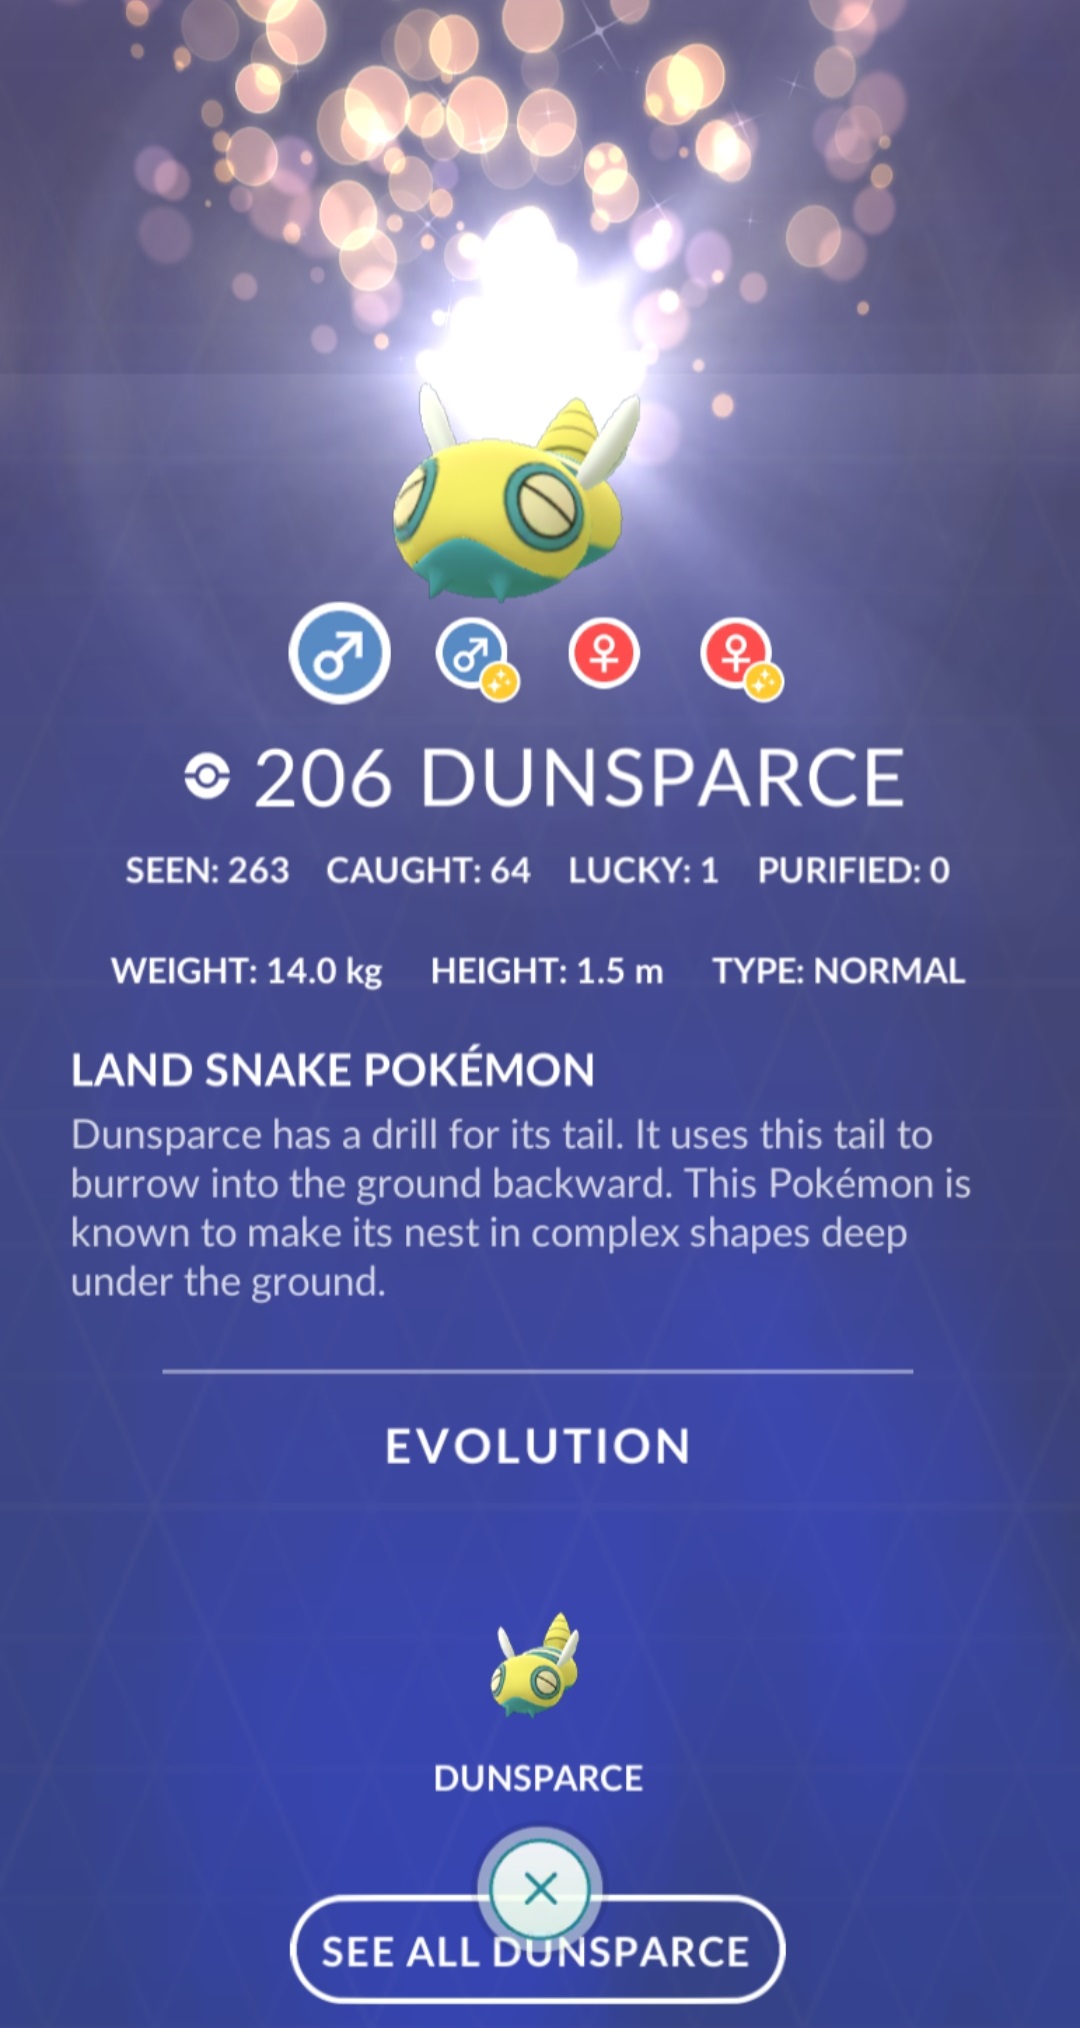 206 DUNSPARCE
SEEN: 263 CAUGHT: 64 LUCKY: 1 PURIFIED: 0
WEIGHT: 14.0 kg HEIGHT: 1.5 m TYPE: NORMAL
LAND SNAKE POKÉMON
Dunsparce has a drill for its tail. It uses this tail to
burrow into the ground backward. This Pokémon is
known to make its nest in complex shapes deep
under the ground.
EVOLUTION
DUNSPARCE
SEE ALL DUNSPARCE